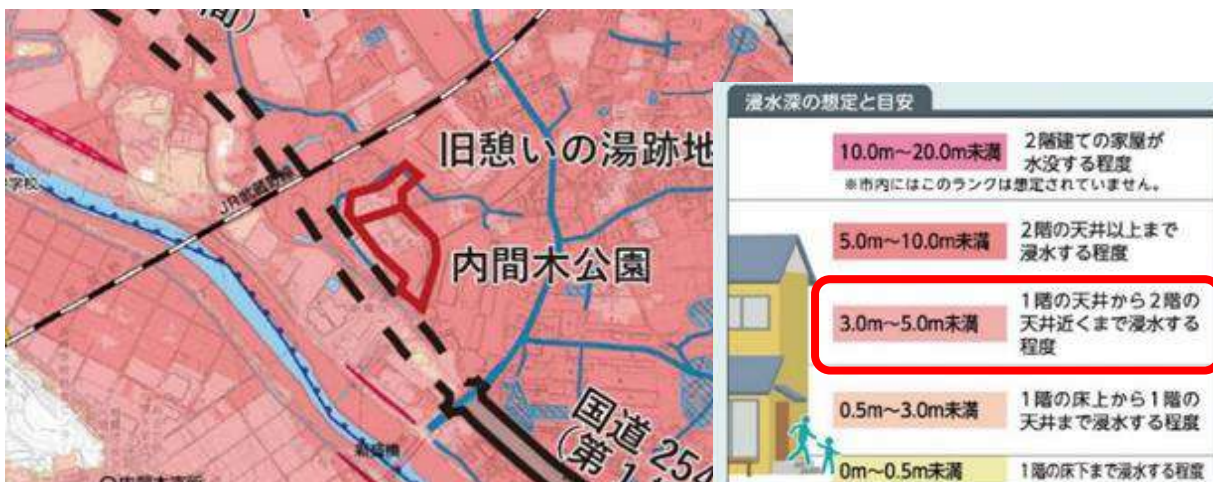 間)
旧憩いの湯跡地
JR武蔵野線
学校
内間木公園
国道254
(第1
新盛橋
内間木支所
浸水深の想定と目安
10.0m～20.0m未満
2階建ての家屋が
水没する程度
※市内にはこのランクは想定されていません。
5.0m～10.0m未満
2階の天井以上まで
浸水する程度
3.0m～5.0m未満
1階の天井から2階の
天井近くまで浸水する
程度
0.5m～3.0m未満
1階の床上から1階の
天井まで浸水する程度
0m～0.5m未満
1階の床下まで浸水する程度